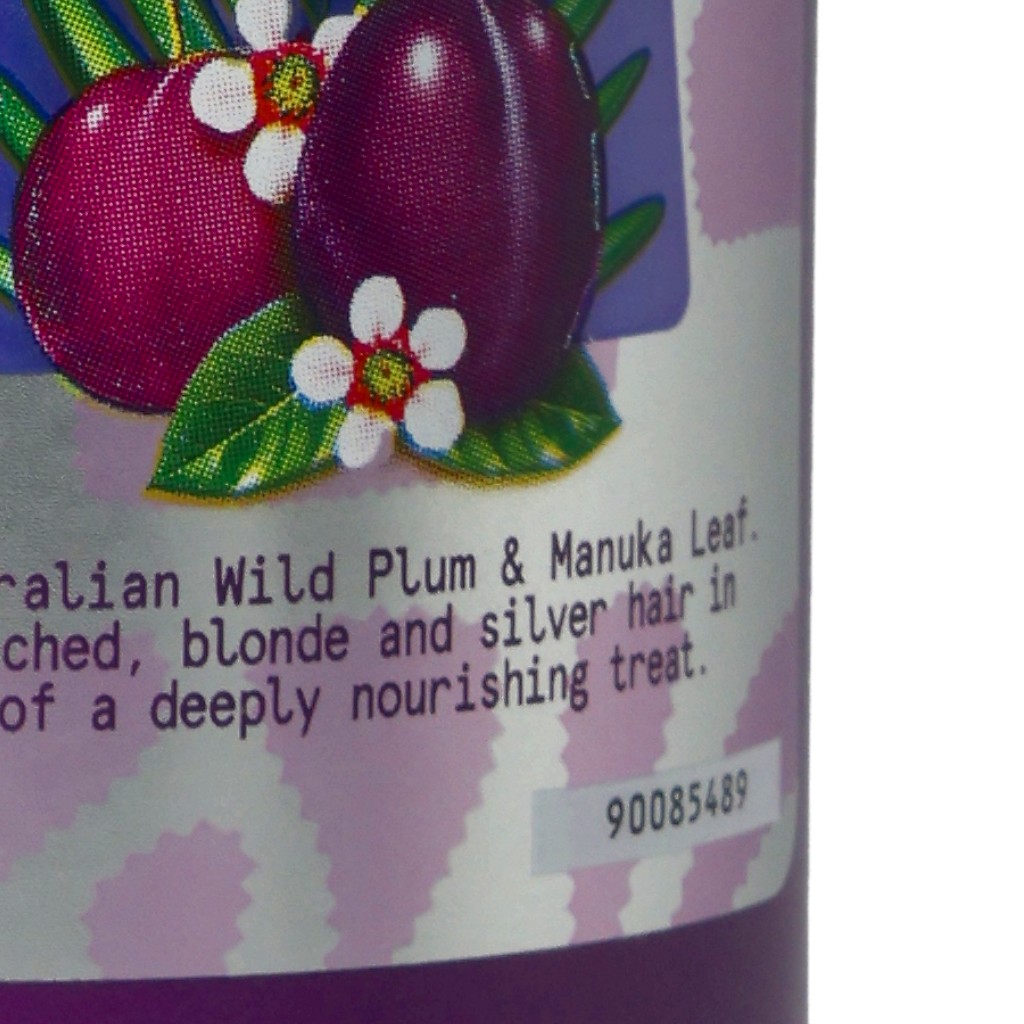 ralian Wild Plum & Manuka Leaf.
ched, blonde and silver hair in
of a deeply nourishing treat.
90085489